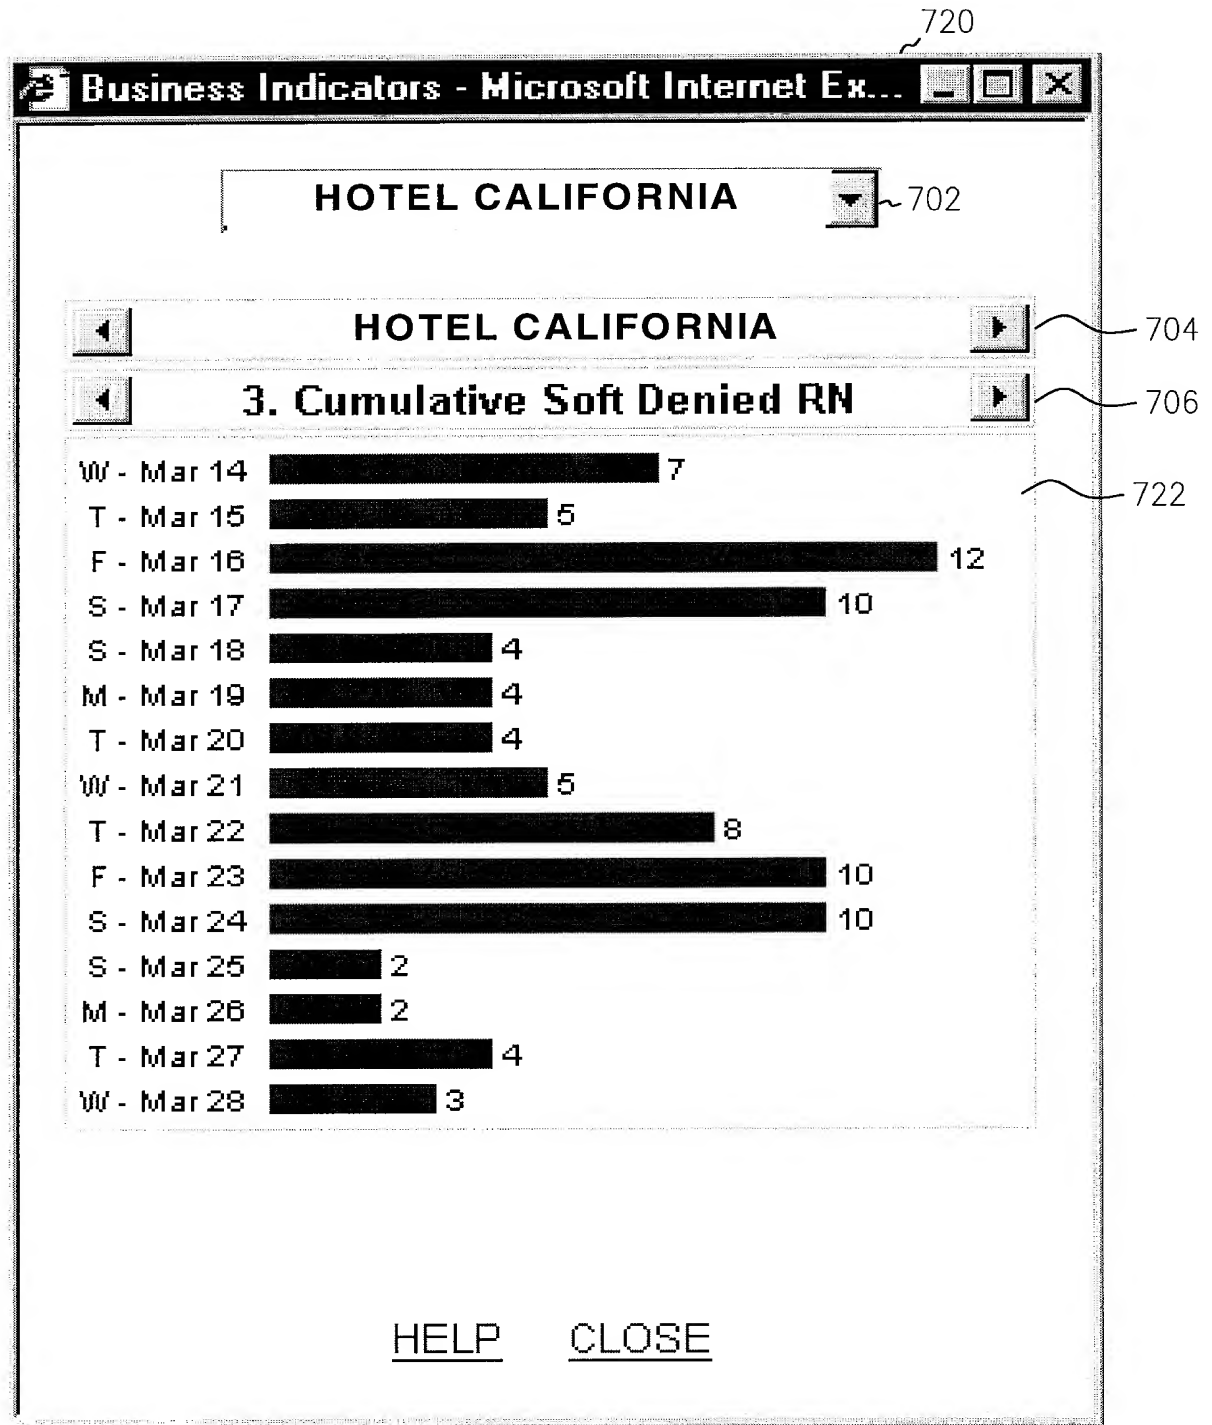 720
Business Indicators - Microsoft Internet Ex...
HOTEL CALIFORNIA 702
HOTEL CALIFORNIA 704
3. Cumulative Soft Denied RN 706
W - Mar 14 7
722
T - Mar 15 5
F - Mar 16 12
S - Mar 17 10
S - Mar 18 4
M - Mar 19 4
T - Mar 20 4
W - Mar 21 5
T - Mar 22 8
F - Mar 23 10
S - Mar 24 10
S - Mar 25 2
M - Mar 26 2
T - Mar 27 4
W - Mar 28 3
HELP CLOSE